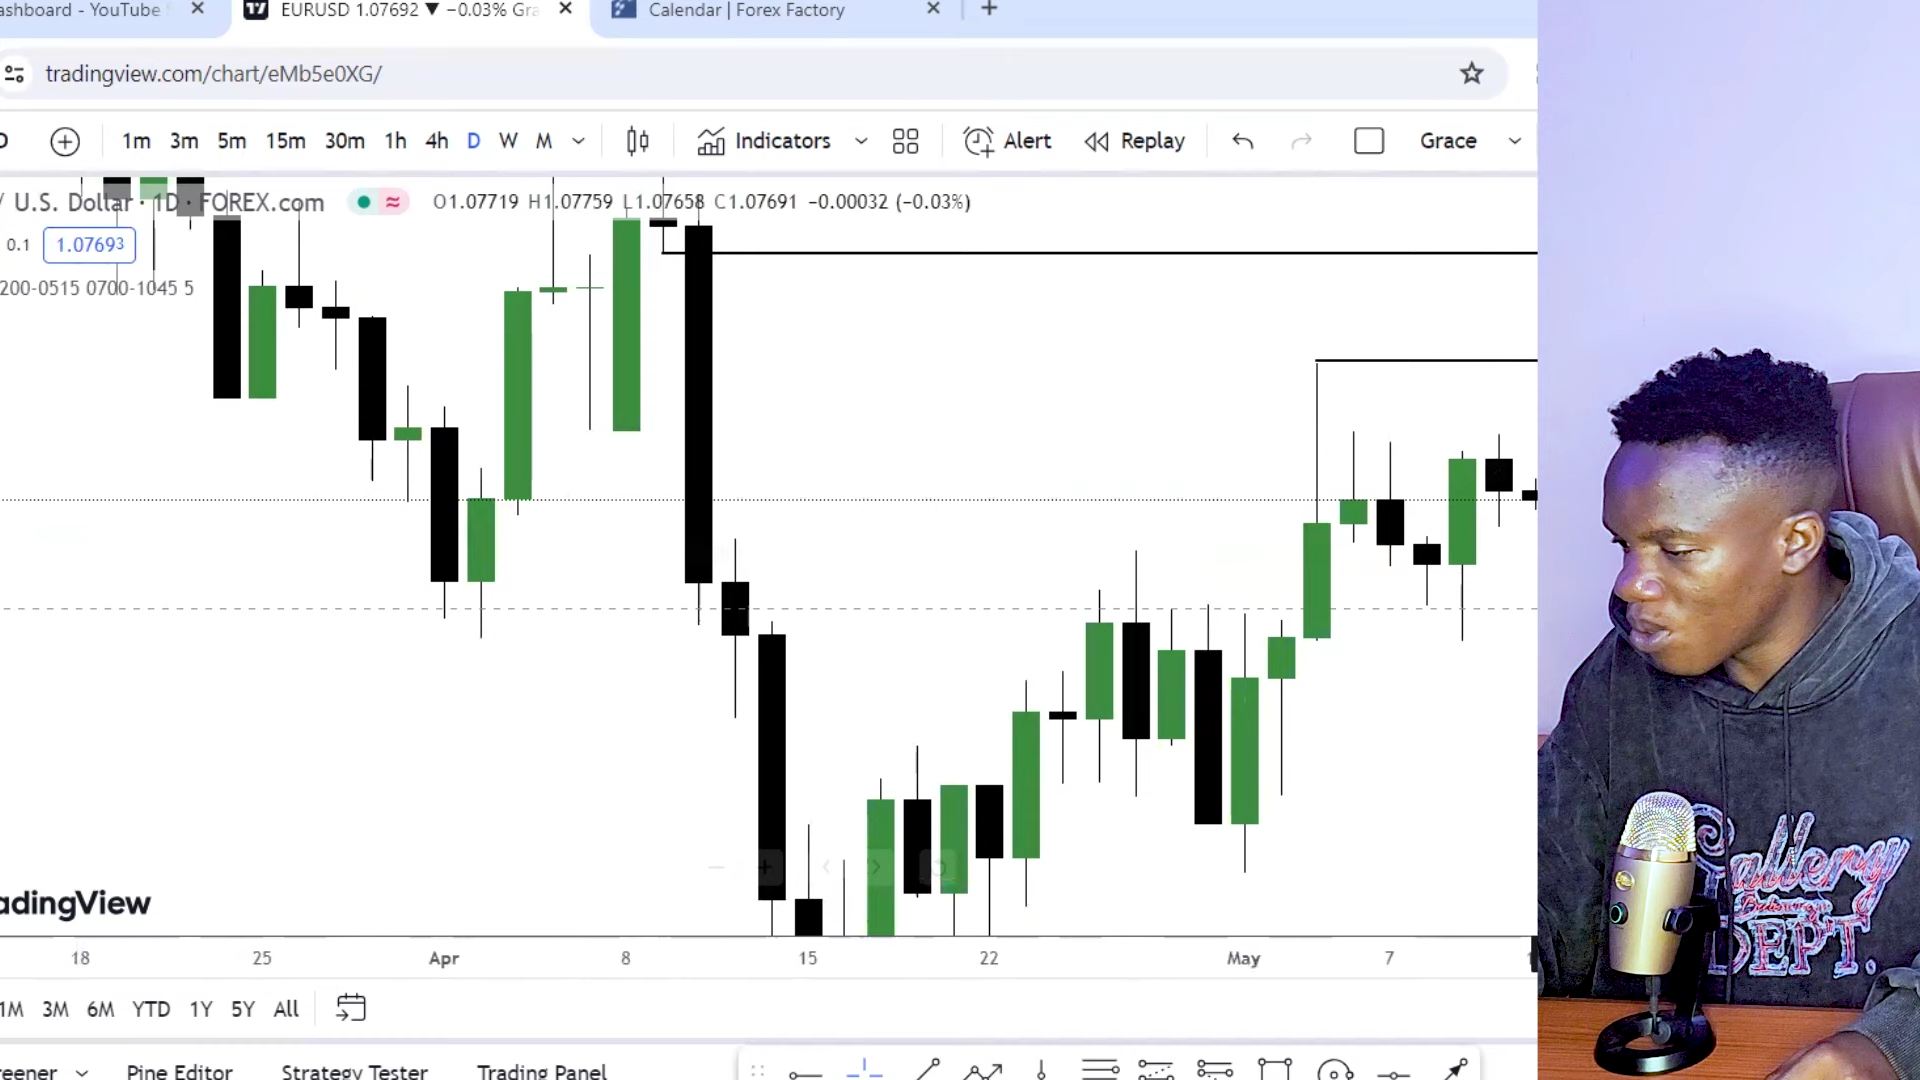 ashboard - YouTube
EURUSD 1.07692 ▼ −0.03% Gra
Calendar | Forex Factory
tradingview.com/chart/eMb5e0XG/
1m 3m 5m 15m 30m 1h 4h D W M
Indicators
Alert
Replay
Grace
/ U.S. Dollar · 1D · FOREX.com
O1.07719 H1.07759 L1.07658 C1.07691 −0.00032 (−0.03%)
0.1
1.07693
200-0515 0700-1045 5
adingView
18 25 Apr 8 15 22 May 7
1M 3M 6M YTD 1Y 5Y All
reener
Pine Editor
Strategy Tester
Trading Panel
Gallery
DEPT.